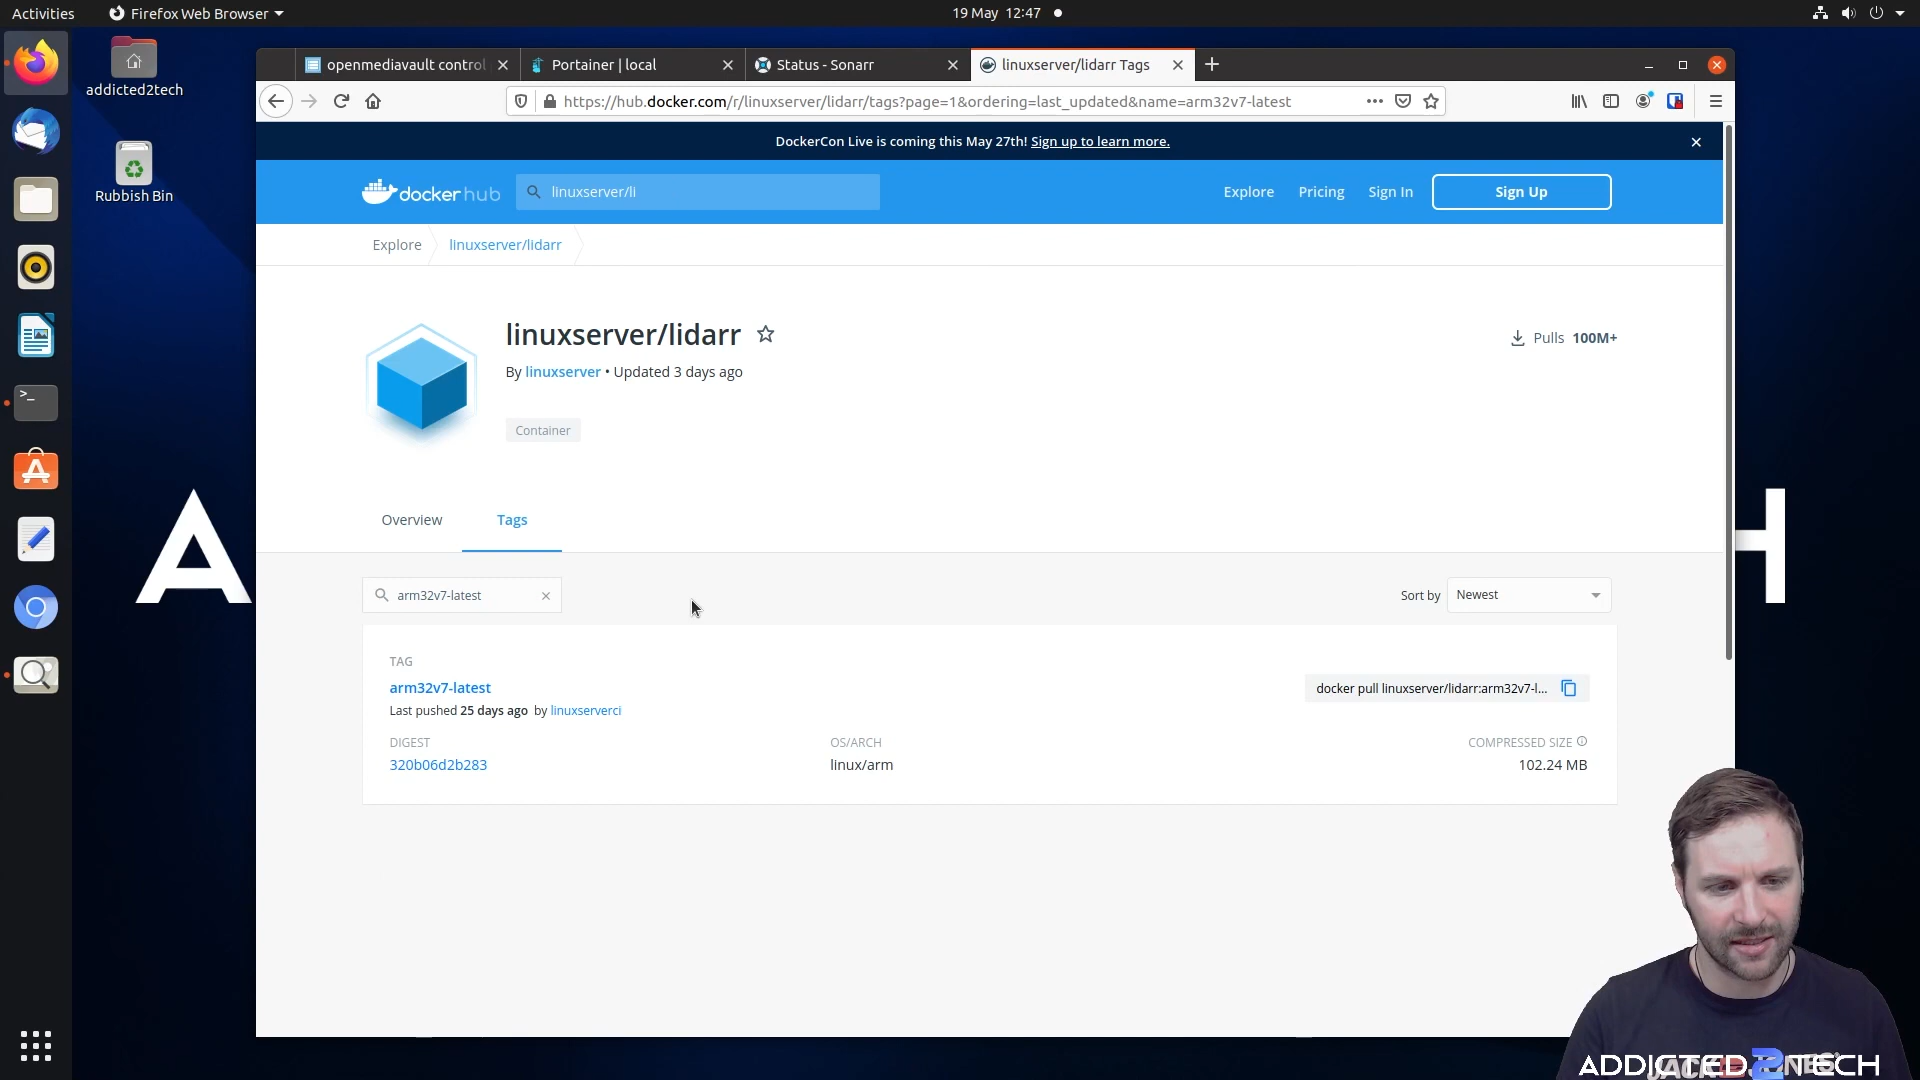 Activities
Firefox Web Browser
19 May 12:47
addicted2tech
Rubbish Bin
openmediavault control
Portainer | local
Status - Sonarr
linuxserver/lidarr Tags
https://hub.docker.com/r/linuxserver/lidarr/tags?page=1&ordering=last_updated&name=arm32v7-latest
DockerCon Live is coming this May 27th! Sign up to learn more.
docker hub
linuxserver/li
Explore
Pricing
Sign In
Sign Up
Explore
linuxserver/lidarr
linuxserver/lidarr
Pulls 100M+
By linuxserver • Updated 3 days ago
Container
Overview
Tags
arm32v7-latest
Sort by
Newest
TAG
arm32v7-latest
docker pull linuxserver/lidarr:arm32v7-l...
Last pushed 25 days ago by linuxserverci
DIGEST
OS/ARCH
COMPRESSED SIZE
320b06d2b283
linux/arm
102.24 MB
A
H
ADDICTED2TECH